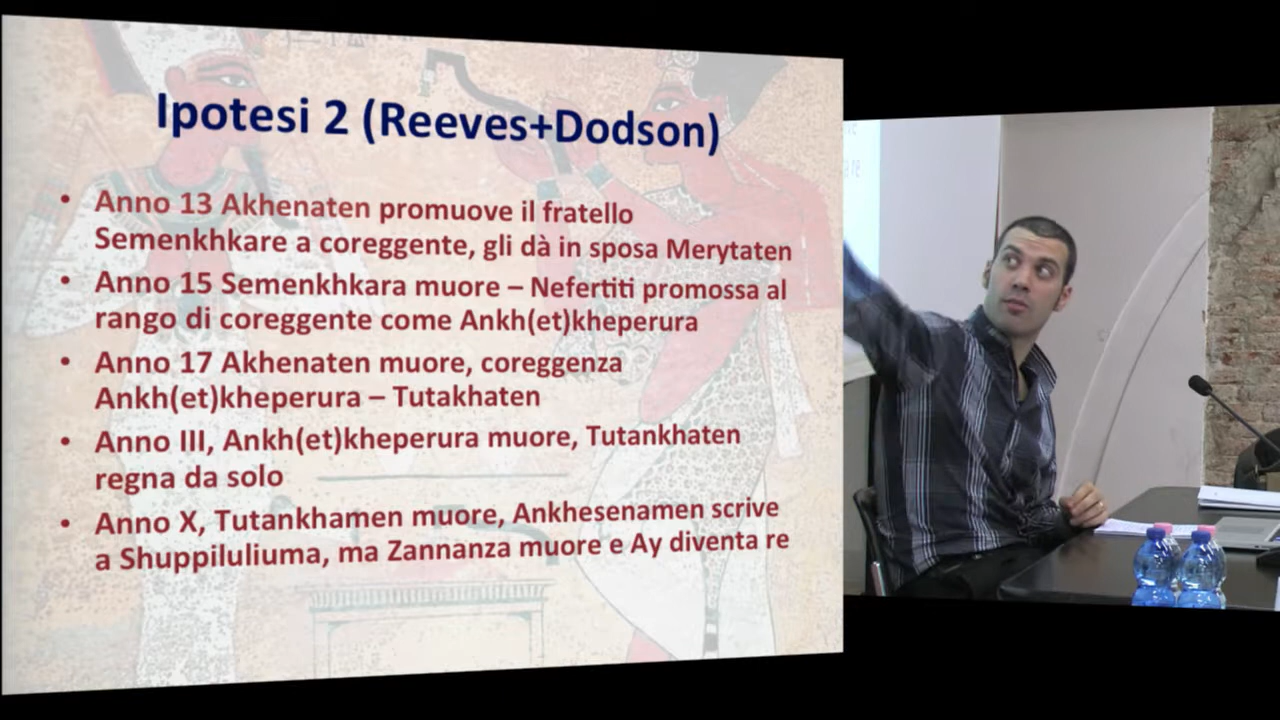 Ipotesi 2 (Reeves+Dodson)
• Anno 13 Akhenaten promuove il fratello
Semenkhkare a coreggente, gli dà in sposa Merytaten
• Anno 15 Semenkhkara muore – Nefertiti promossa al
rango di coreggente come Ankh(et)kheperura
• Anno 17 Akhenaten muore, coreggenza
Ankh(et)kheperura – Tutakhaten
• Anno III, Ankh(et)kheperura muore, Tutankhaten
regna da solo
• Anno X, Tutankhamen muore, Ankhesenamen scrive
a Shuppiluliuma, ma Zannanza muore e Ay diventa re